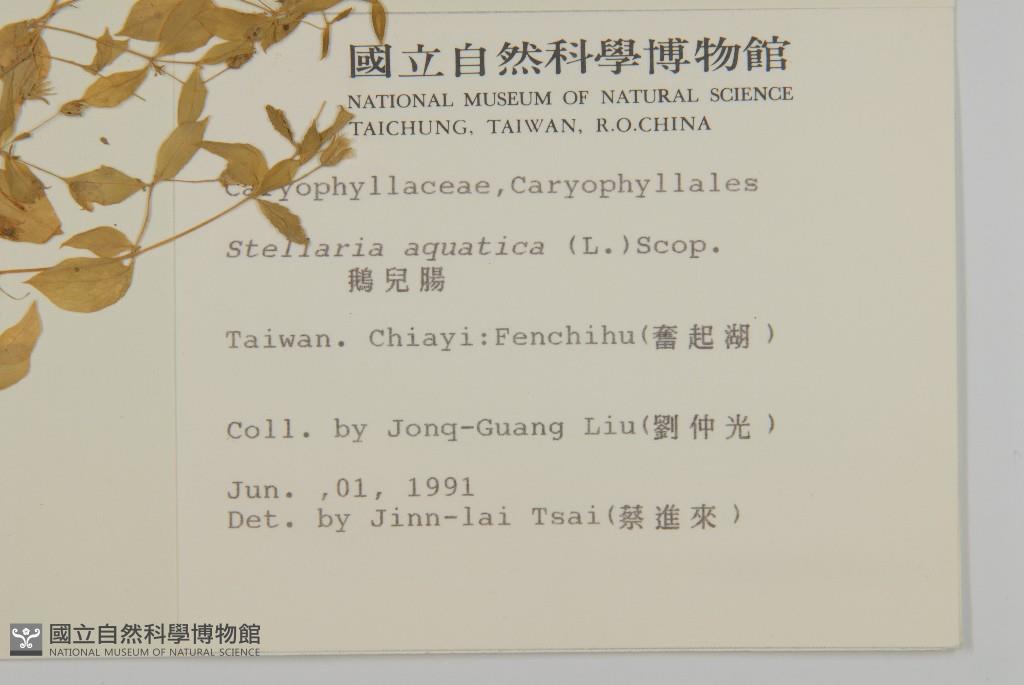 國立自然科學博物館
NATIONAL MUSEUM OF NATURAL SCIENCE
TAICHUNG, TAIWAN, R.O.CHINA
Caryophyllaceae,Caryophyllales
Stellaria aquatica (L.)Scop.
鵝兒腸
Taiwan. Chiayi:Fenchihu(奮起湖)
Coll. by Jonq-Guang Liu(劉仲光)
Jun. ,01, 1991
Det. by Jinn-lai Tsai(蔡進來)
國立自然科學博物館
NATIONAL MUSEUM OF NATURAL SCIENCE